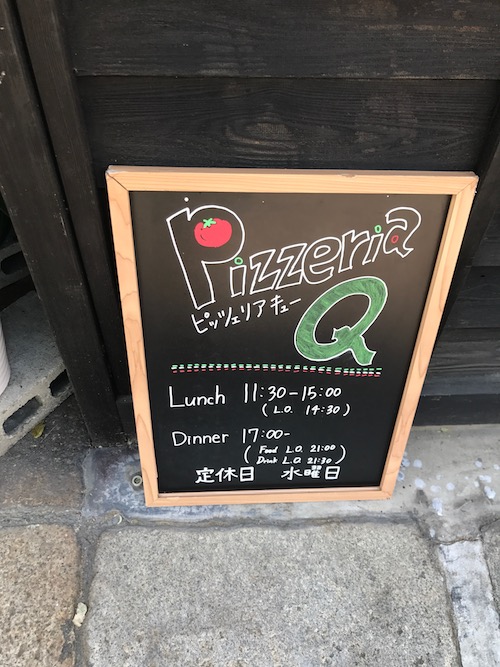 Pizzeria
ピッツェリア キュー
Q
Lunch 11:30-15:00
( L.O. 14:30 )
Dinner 17:00-
( Food L.O. 21:00
Drink L.O. 21:30 )
定休日 水曜日